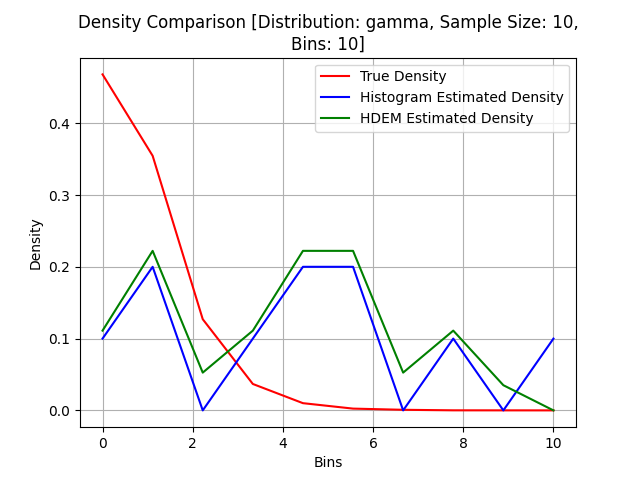 Density Comparison [Distribution: gamma, Sample Size: 10,
Bins: 10]
True Density
Histogram Estimated Density
HDEM Estimated Density
Density
0.4
0.3
0.2
0.1
0.0
0 2 4 6 8 10
Bins